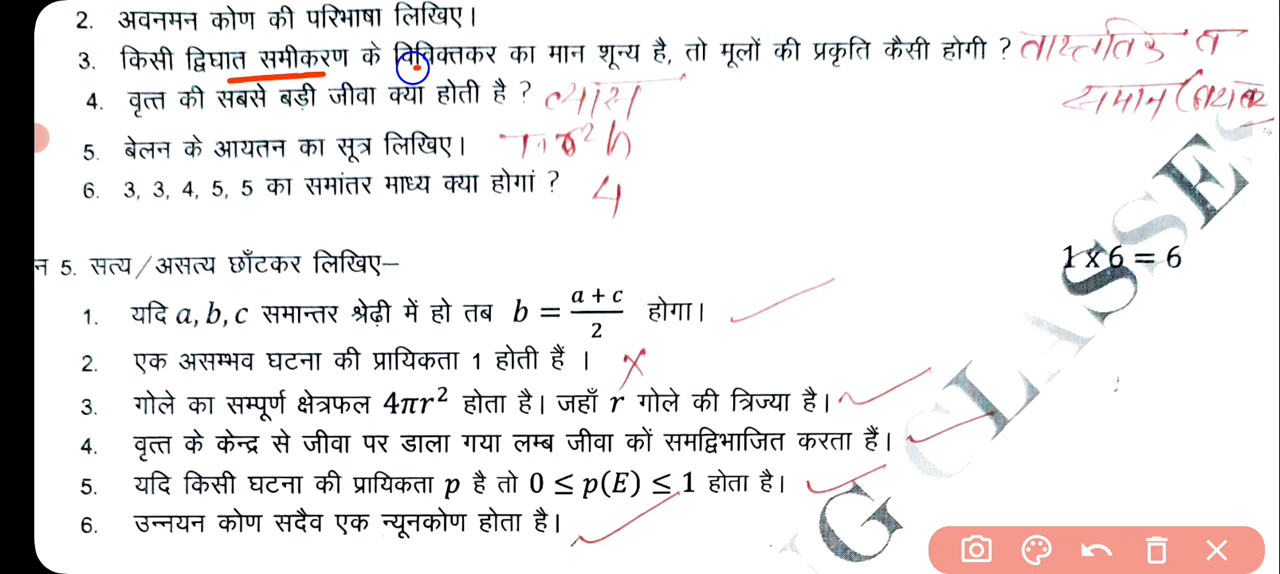 2. अवनमन कोण की परिभाषा लिखिए।
3. किसी द्विघात समीकरण के विविक्तकर का मान शून्य है, तो मूलों की प्रकृति कैसी होगी ? वास्तविक व
समान
4. वृत्त की सबसे बड़ी जीवा क्या होती है ? व्यास
5. बेलन के आयतन का सूत्र लिखिए। πr²h
6. 3, 3, 4, 5, 5 का समांतर माध्य क्या होगां ? 4
न 5. सत्य/असत्य छाँटकर लिखिए– 1 x 6 = 6
1. यदि a, b, c समान्तर श्रेढ़ी में हो तब b = (a + c)/2 होगा।
2. एक असम्भव घटना की प्रायिकता 1 होती हैं ।
3. गोले का सम्पूर्ण क्षेत्रफल 4πr² होता है। जहाँ r गोले की त्रिज्या है।
4. वृत्त के केन्द्र से जीवा पर डाला गया लम्ब जीवा कों समद्विभाजित करता हैं।
5. यदि किसी घटना की प्रायिकता p है तो 0 ≤ p(E) ≤ 1 होता है।
6. उन्नयन कोण सदैव एक न्यूनकोण होता है।
G CLASSES